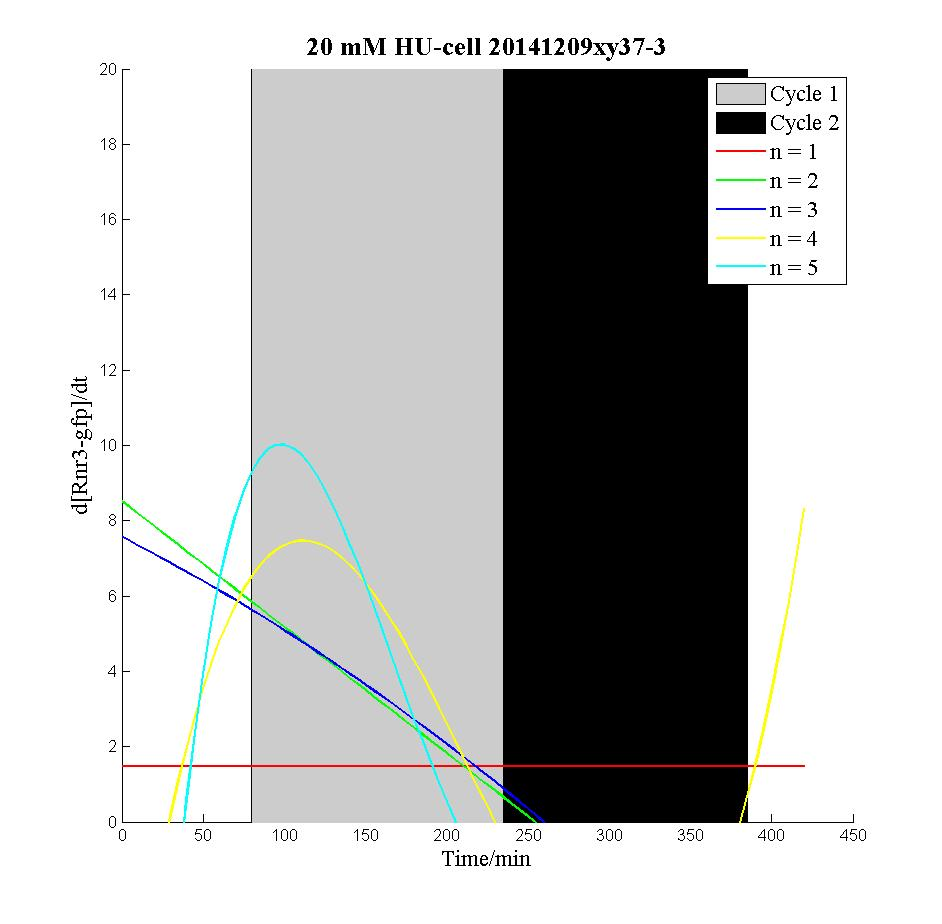 20 mM HU-cell 20141209xy37-3
Cycle 1
Cycle 2
n = 1
n = 2
n = 3
n = 4
n = 5
d[Rnr3-gfp]/dt
20
18
16
14
12
10
8
6
4
2
0
0 50 100 150 200 250 300 350 400 450
Time/min